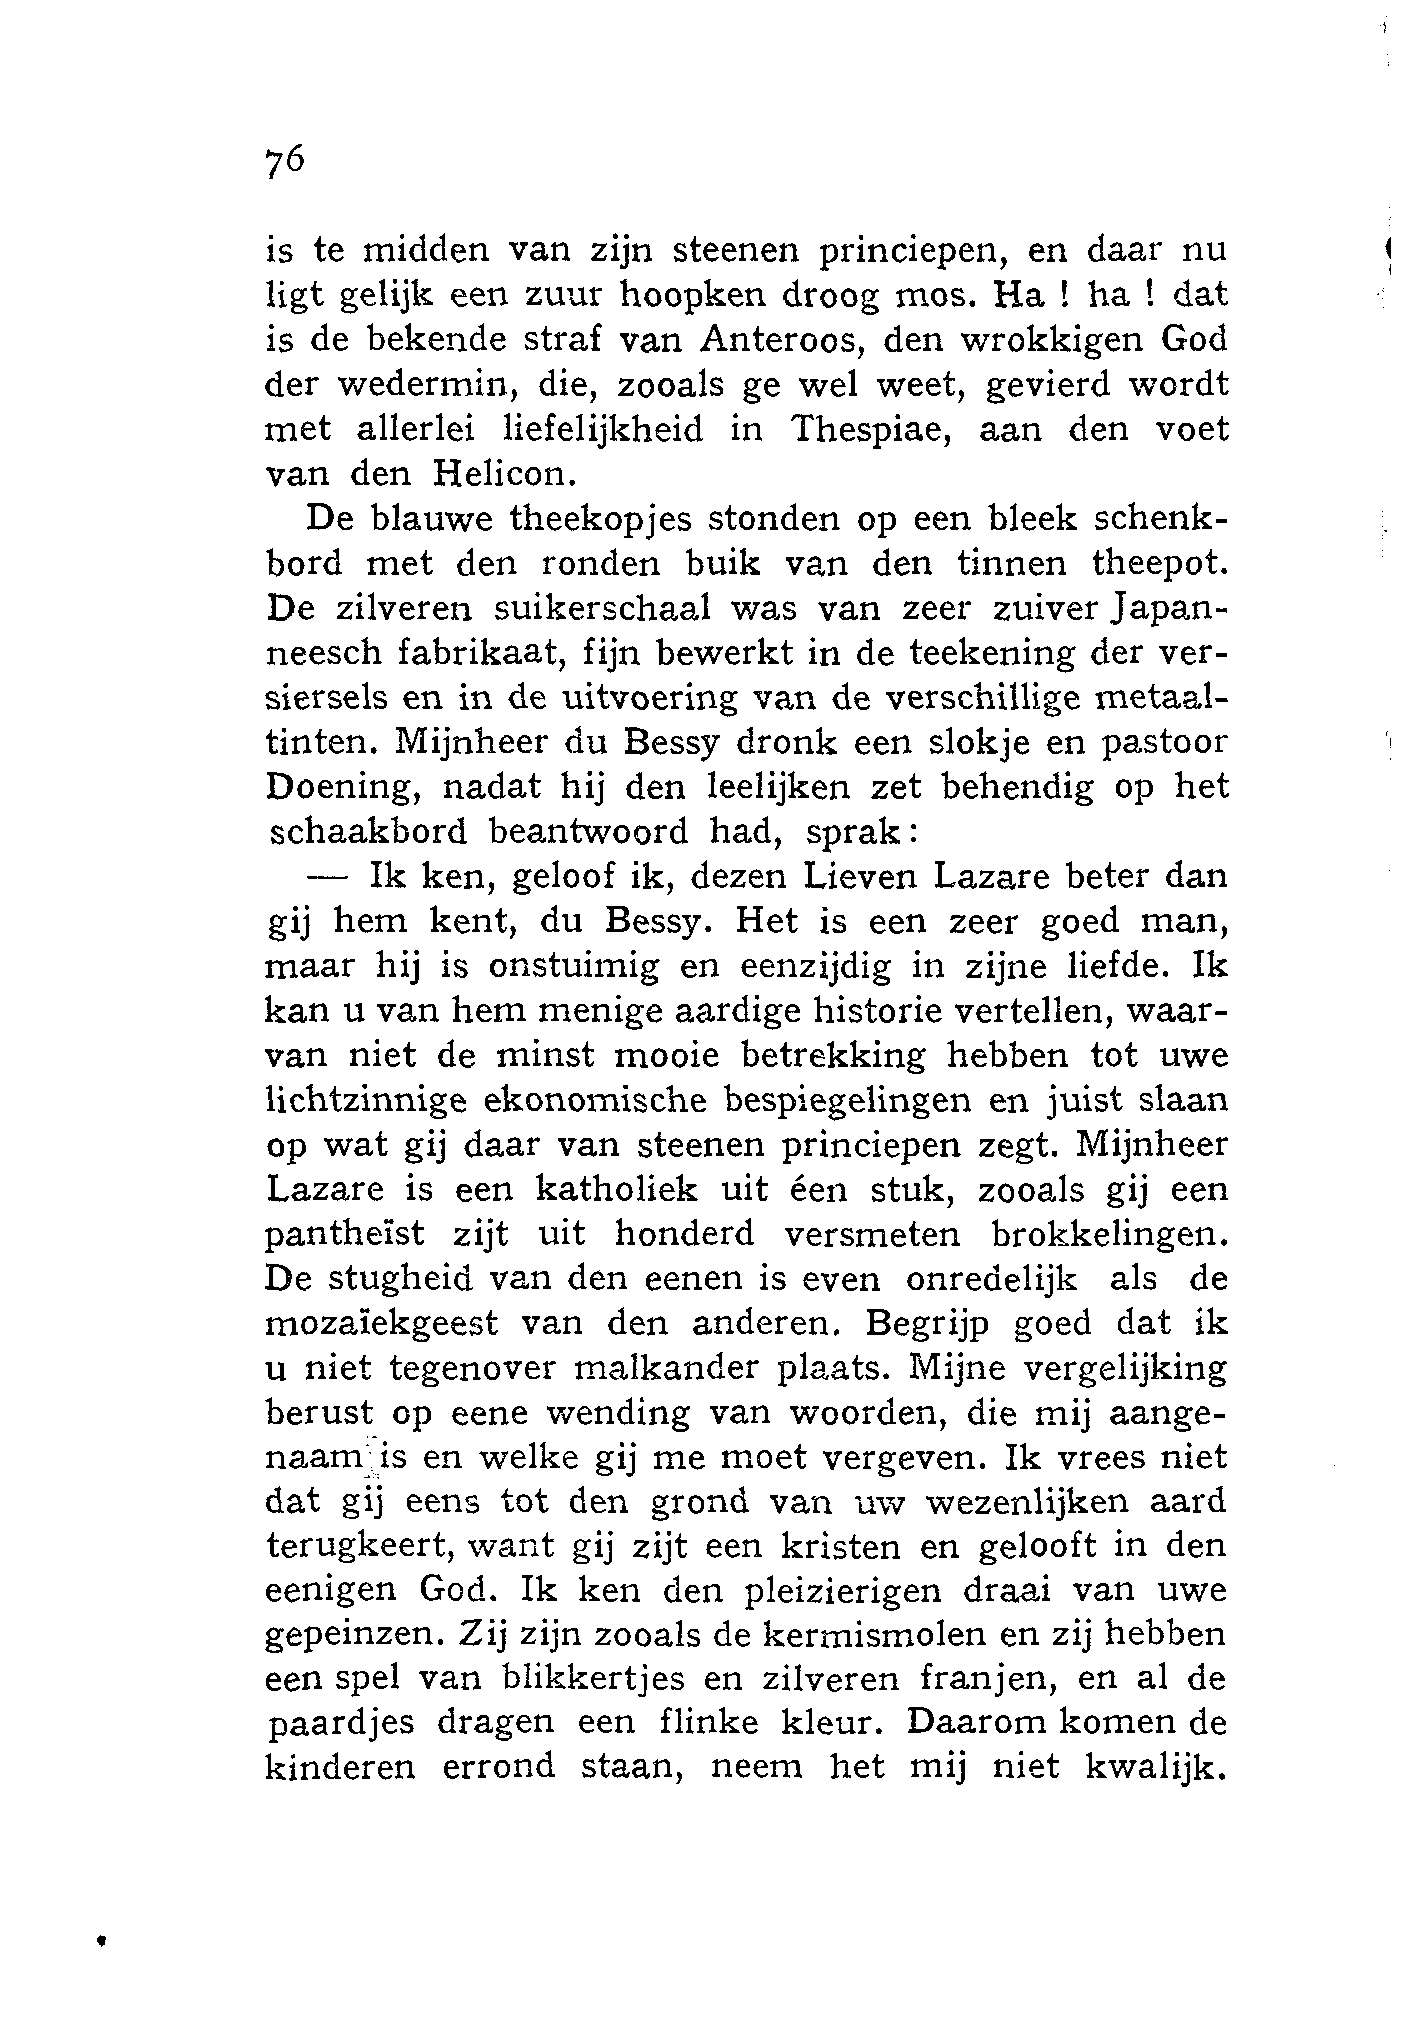 76
is te midden van zijn steenen princiepen, en daar nu
ligt gelijk een zuur hoopken droog mos. Ha ! ha ! dat
is de bekende straf van Anteroos, den wrokkigen God
der wedermin, die, zooals ge wel weet, gevierd wordt
met allerlei liefelijkheid in Thespiae, aan den voet
van den Helicon.
De blauwe theekopjes stonden op een bleek schenk-
bord met den ronden buik van den tinnen theepot.
De zilveren suikerschaal was van zeer zuiver Japan-
neesch fabrikaat, fijn bewerkt in de teekening der ver-
siersels en in de uitvoering van de verschillige metaal-
tinten. Mijnheer du Bessy dronk een slokje en pastoor
Doening, nadat hij den leelijken zet behendig op het
schaakbord beantwoord had, sprak :
— Ik ken, geloof ik, dezen Lieven Lazare beter dan
gij hem kent, du Bessy. Het is een zeer goed man,
maar hij is onstuimig en eenzijdig in zijne liefde. Ik
kan u van hem menige aardige historie vertellen, waar-
van niet de minst mooie betrekking hebben tot uwe
lichtzinnige ekonomische bespiegelingen en juist slaan
op wat gij daar van steenen princiepen zegt. Mijnheer
Lazare is een katholiek uit één stuk, zooals gij een
pantheïst zijt uit honderd versmeten brokkelingen.
De stugheid van den eenen is even onredelijk als de
mozaïekgeest van den anderen. Begrijp goed dat ik
u niet tegenover malkander plaats. Mijne vergelijking
berust op eene wending van woorden, die mij aange-
naam is en welke gij me moet vergeven. Ik vrees niet
dat gij eens tot den grond van uw wezenlijken aard
terugkeert, want gij zijt een kristen en gelooft in den
eenigen God. Ik ken den pleizierigen draai van uwe
gepeinzen. Zij zijn zooals de kermismolen en zij hebben
een spel van blikkertjes en zilveren franjen, en al de
paardjes dragen een flinke kleur. Daarom komen de
kinderen errond staan, neem het mij niet kwalijk.